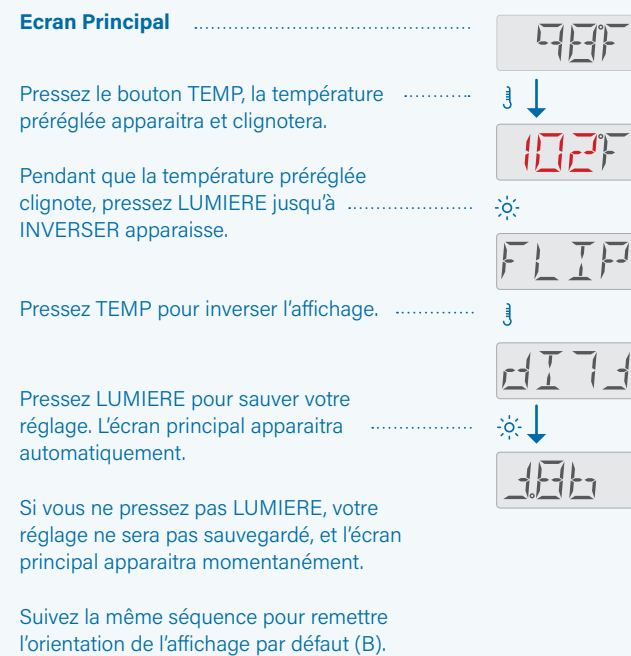 Ecran Principal
98°F
Pressez le bouton TEMP, la température
préréglée apparaitra et clignotera.
102°F
Pendant que la température préréglée
clignote, pressez LUMIERE jusqu'à
INVERSER apparaisse.
FLIP
Pressez TEMP pour inverser l'affichage.
Pressez LUMIERE pour sauver votre
réglage. L'écran principal apparaitra
automatiquement.
Si vous ne pressez pas LUMIERE, votre
réglage ne sera pas sauvegardé, et l'écran
principal apparaitra momentanément.
Suivez la même séquence pour remettre
l'orientation de l'affichage par défaut (B).